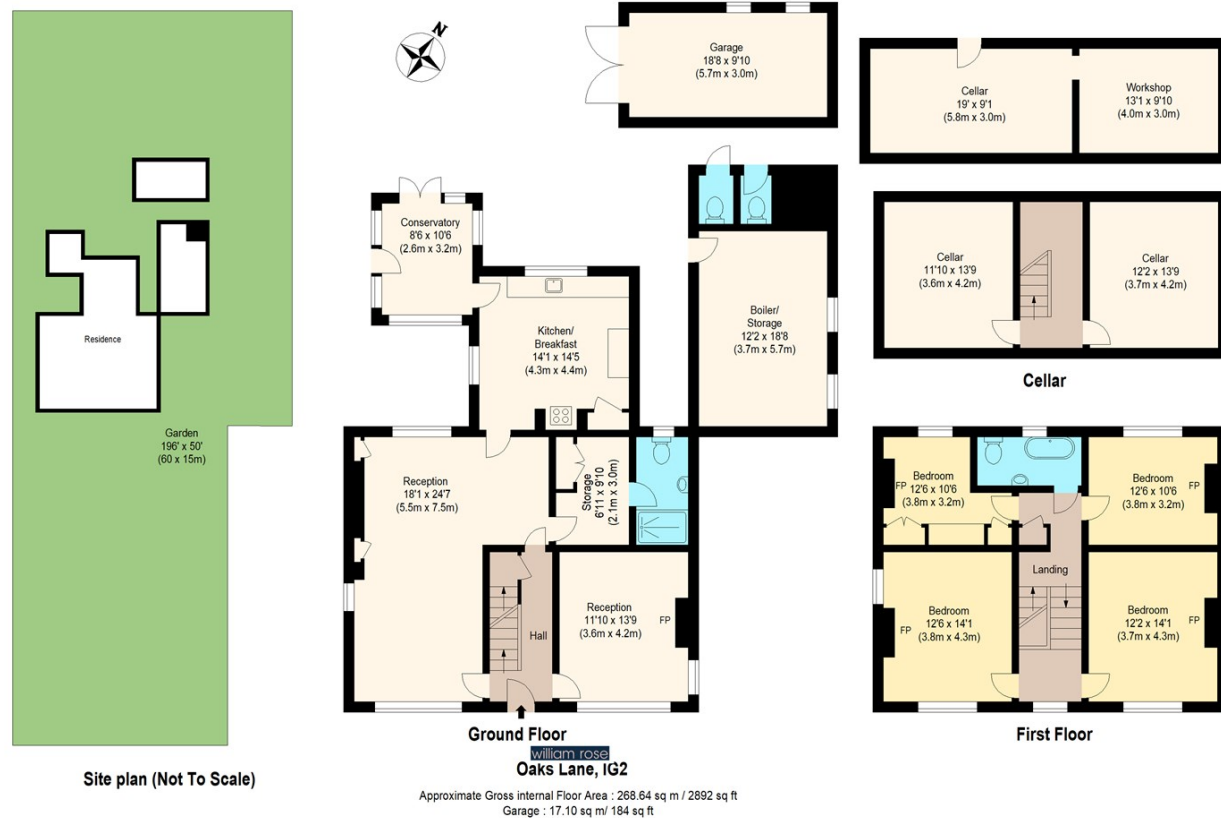 N
Garage
18'8 x 9'10
(5.7m x 3.0m)
Cellar
19' x 9'1
(5.8m x 3.0m)
Workshop
13'1 x 9'10
(4.0m x 3.0m)
Conservatory
8'6 x 10'6
(2.6m x 3.2m)
Cellar
11'10 x 13'9
(3.6m x 4.2m)
Cellar
12'2 x 13'9
(3.7m x 4.2m)
Cellar
Residence
Kitchen/
Breakfast
14'1 x 14'5
(4.3m x 4.4m)
Boiler/
Storage
12'2 x 18'8
(3.7m x 5.7m)
Garden
196' x 50'
(60 x 15m)
Reception
18'1 x 24'7
(5.5m x 7.5m)
Storage
6'11 x 9'10
(2.1m x 3.0m)
Hall
Reception
11'10 x 13'9
(3.6m x 4.2m)
FP
Bedroom
12'6 x 10'6
(3.8m x 3.2m)
FP
Bedroom
12'6 x 10'6
(3.8m x 3.2m)
FP
Landing
Bedroom
12'6 x 14'1
(3.8m x 4.3m)
FP
Bedroom
12'2 x 14'1
(3.7m x 4.3m)
FP
Ground Floor
First Floor
william rose
Oaks Lane, IG2
Site plan (Not To Scale)
Approximate Gross internal Floor Area : 268.64 sq m / 2892 sq ft
Garage : 17.10 sq m/ 184 sq ft